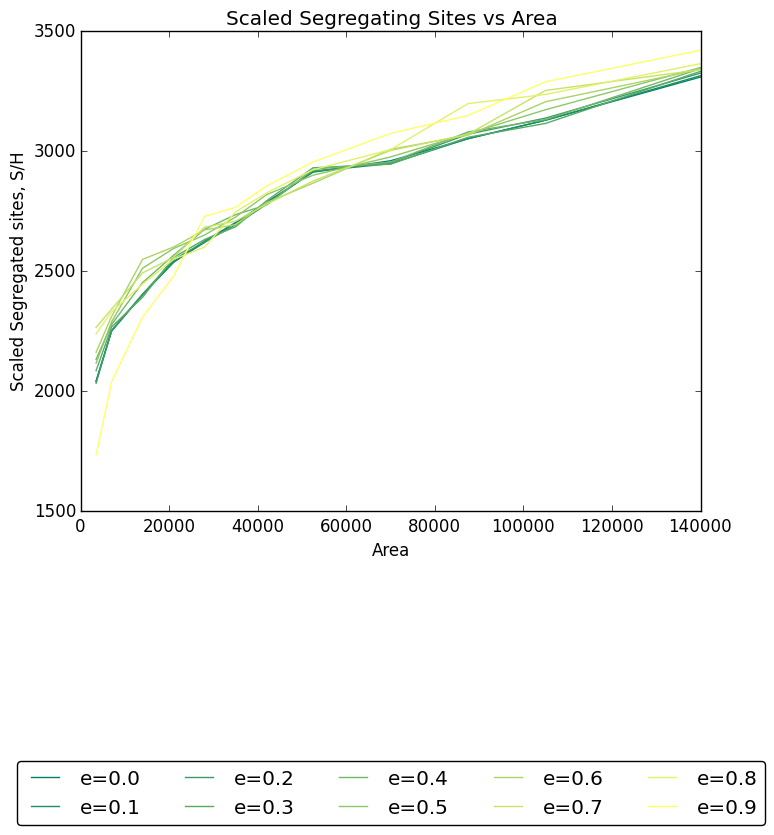 Scaled Segregating Sites vs Area
3500
3000
2500
2000
1500
Scaled Segregated sites, S/H
0 20000 40000 60000 80000 100000 120000 140000
Area
e=0.0 e=0.2 e=0.4 e=0.6 e=0.8
e=0.1 e=0.3 e=0.5 e=0.7 e=0.9